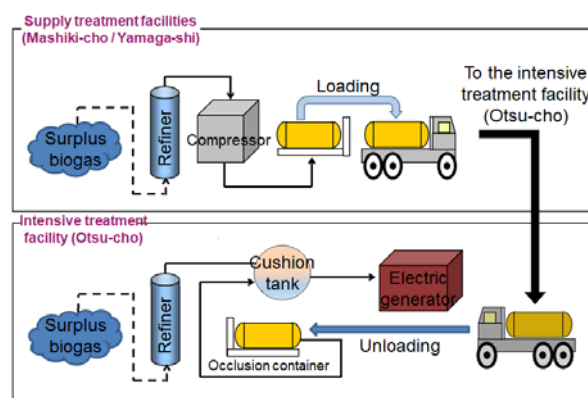 Supply treatment facilities
(Mashiki-cho / Yamaga-shi)
Surplus
biogas
Refiner
Compressor
Loading
To the intensive
treatment facility
(Otsu-cho)
Intensive treatment
facility (Otsu-cho)
Surplus
biogas
Refiner
Cushion
tank
Electric
generator
Occlusion container
Unloading